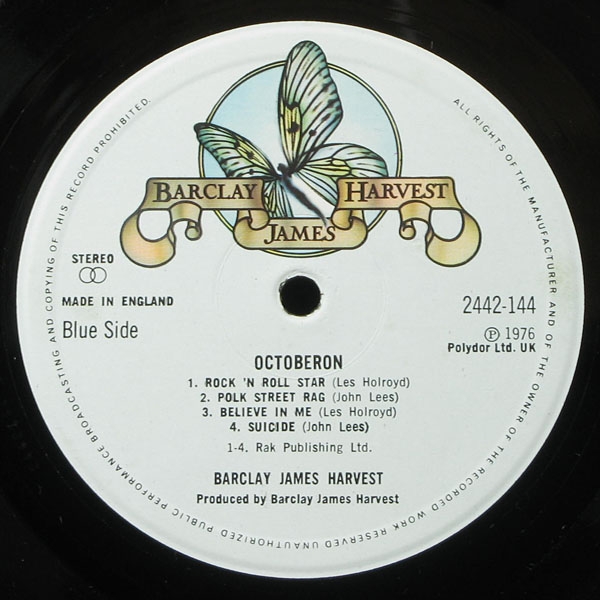 BARCLAY
JAMES
HARVEST
STEREO
MADE IN ENGLAND
Blue Side
2442-144
Ⓟ 1976
Polydor Ltd. UK
OCTOBERON
1. ROCK 'N ROLL STAR (Les Holroyd)
2. POLK STREET RAG (John Lees)
3. BELIEVE IN ME (Les Holroyd)
4. SUICIDE (John Lees)
1-4. Rak Publishing Ltd.
BARCLAY JAMES HARVEST
Produced by Barclay James Harvest
ALL RIGHTS OF THE MANUFACTURER AND OF THE OWNER OF THE RECORDED WORK RESERVED UNAUTHORIZED PUBLIC PERFORMANCE BROADCASTING AND COPYING OF THIS RECORD PROHIBITED.